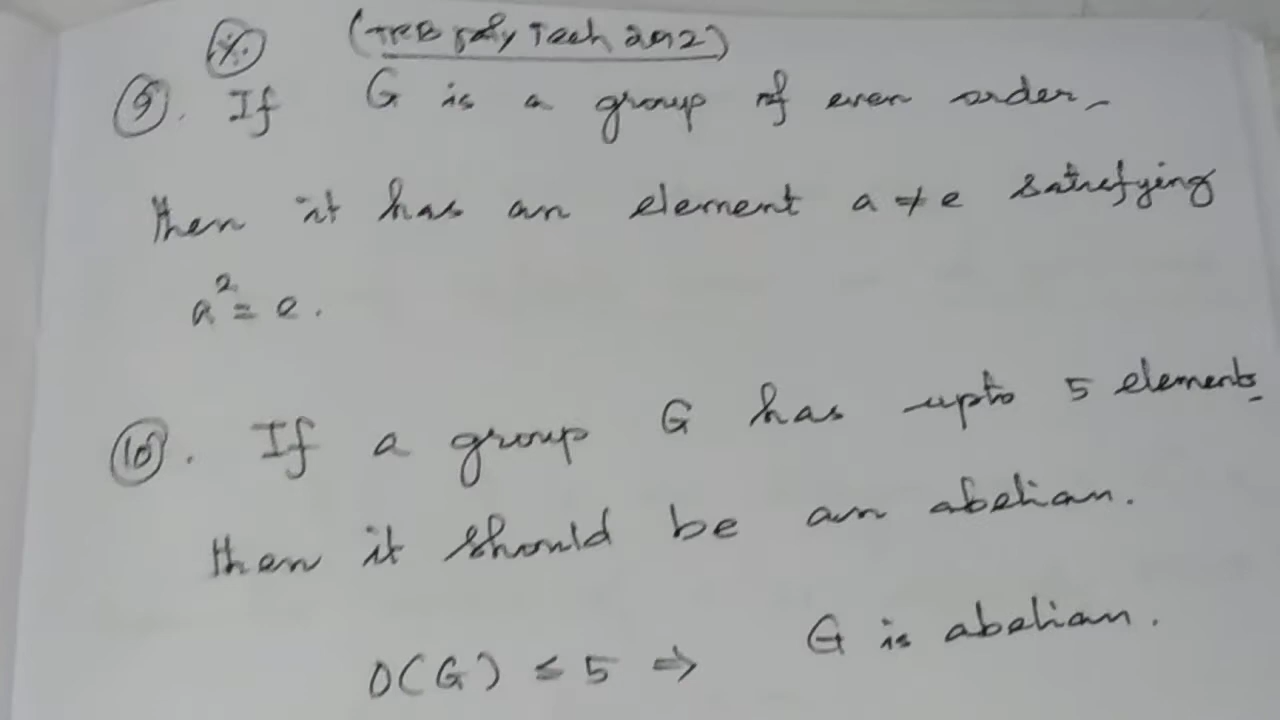 (TRB Poly Tech 2012)
(9). If G is a group of even order,
then it has an element a ≠ e satisfying
a² = e.
(10). If a group G has upto 5 elements
then it should be an abelian.
O(G) ≤ 5 ⇒ G is abelian.